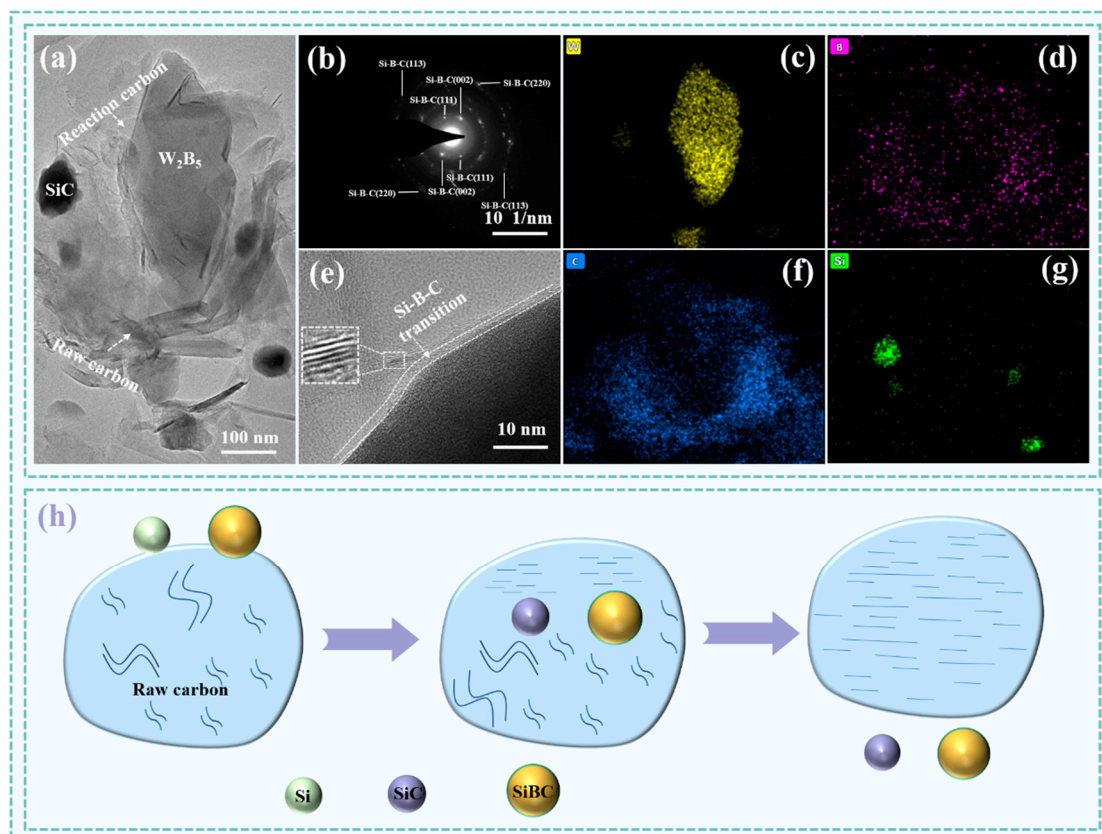 (a)
Reaction carbon
W₂B₅
SiC
Raw carbon
100 nm
(b)
Si-B-C(113)
Si-B-C(002)
Si-B-C(220)
Si-B-C(111)
Si-B-C(111)
Si-B-C(220)
Si-B-C(002)
Si-B-C(113)
10 1/nm
W
(c)
B
(d)
(e)
Si-B-C
transition
10 nm
C
(f)
Si
(g)
(h)
Raw carbon
Si
SiC
SiBC